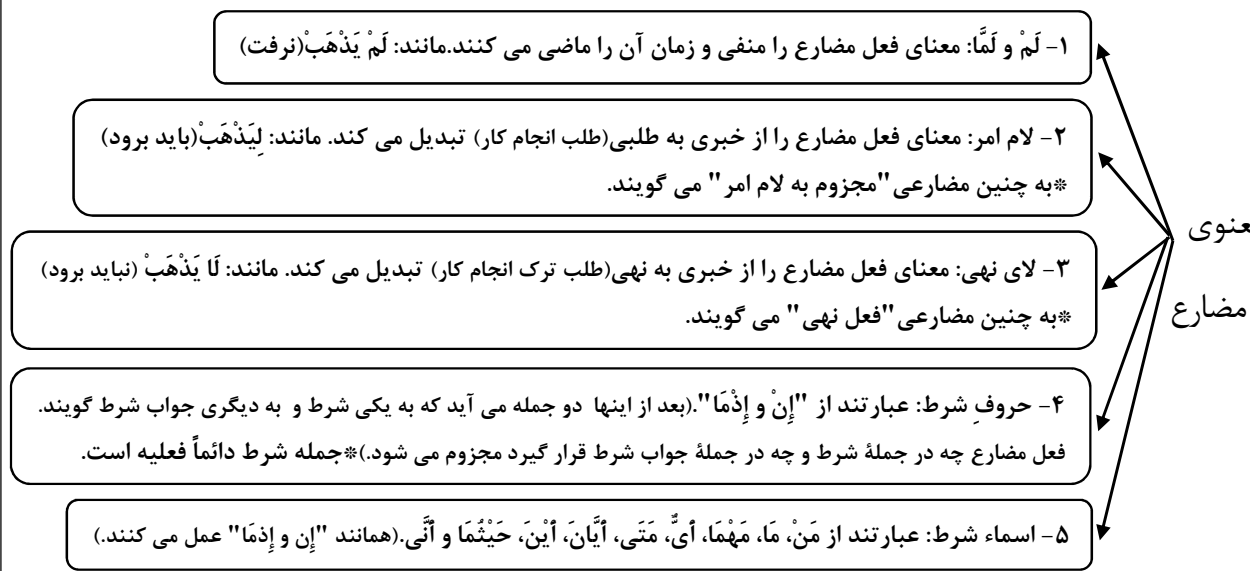 ۱- لَمْ و لَمَّا: معنای فعل مضارع را منفی و زمان آن را ماضی می کنند.مانند: لَمْ يَذْهَبْ(نرفت)
۲- لام امر: معنای فعل مضارع را از خبری به طلبی(طلب انجام کار) تبدیل می کند. مانند: لِيَذْهَبْ(باید برود)
*به چنین مضارعی"مجزوم به لام امر" می گویند.
عنوی
۳- لای نهی: معنای فعل مضارع را از خبری به نهی(طلب ترک انجام کار) تبدیل می کند. مانند: لَا يَذْهَبْ (نباید برود)
مضارع
*به چنین مضارعی"فعل نهی" می گویند.
۴- حروفِ شرط: عبارتند از "إِنْ و إِذْمَا".(بعد از اینها دو جمله می آید که به یکی شرط و به دیگری جواب شرط گویند.
فعل مضارع چه در جملۀ شرط و چه در جملۀ جواب شرط قرار گیرد مجزوم می شود.)*جمله شرط دائماً فعلیه است.
۵- اسماء شرط: عبارتند از مَنْ، مَا، مَهْمَا، أیٌّ، مَتَی، أیَّانَ، أیْنَ، حَیْثُمَا و أنَّی.(همانند "إِن و إِذمَا" عمل می کنند.)